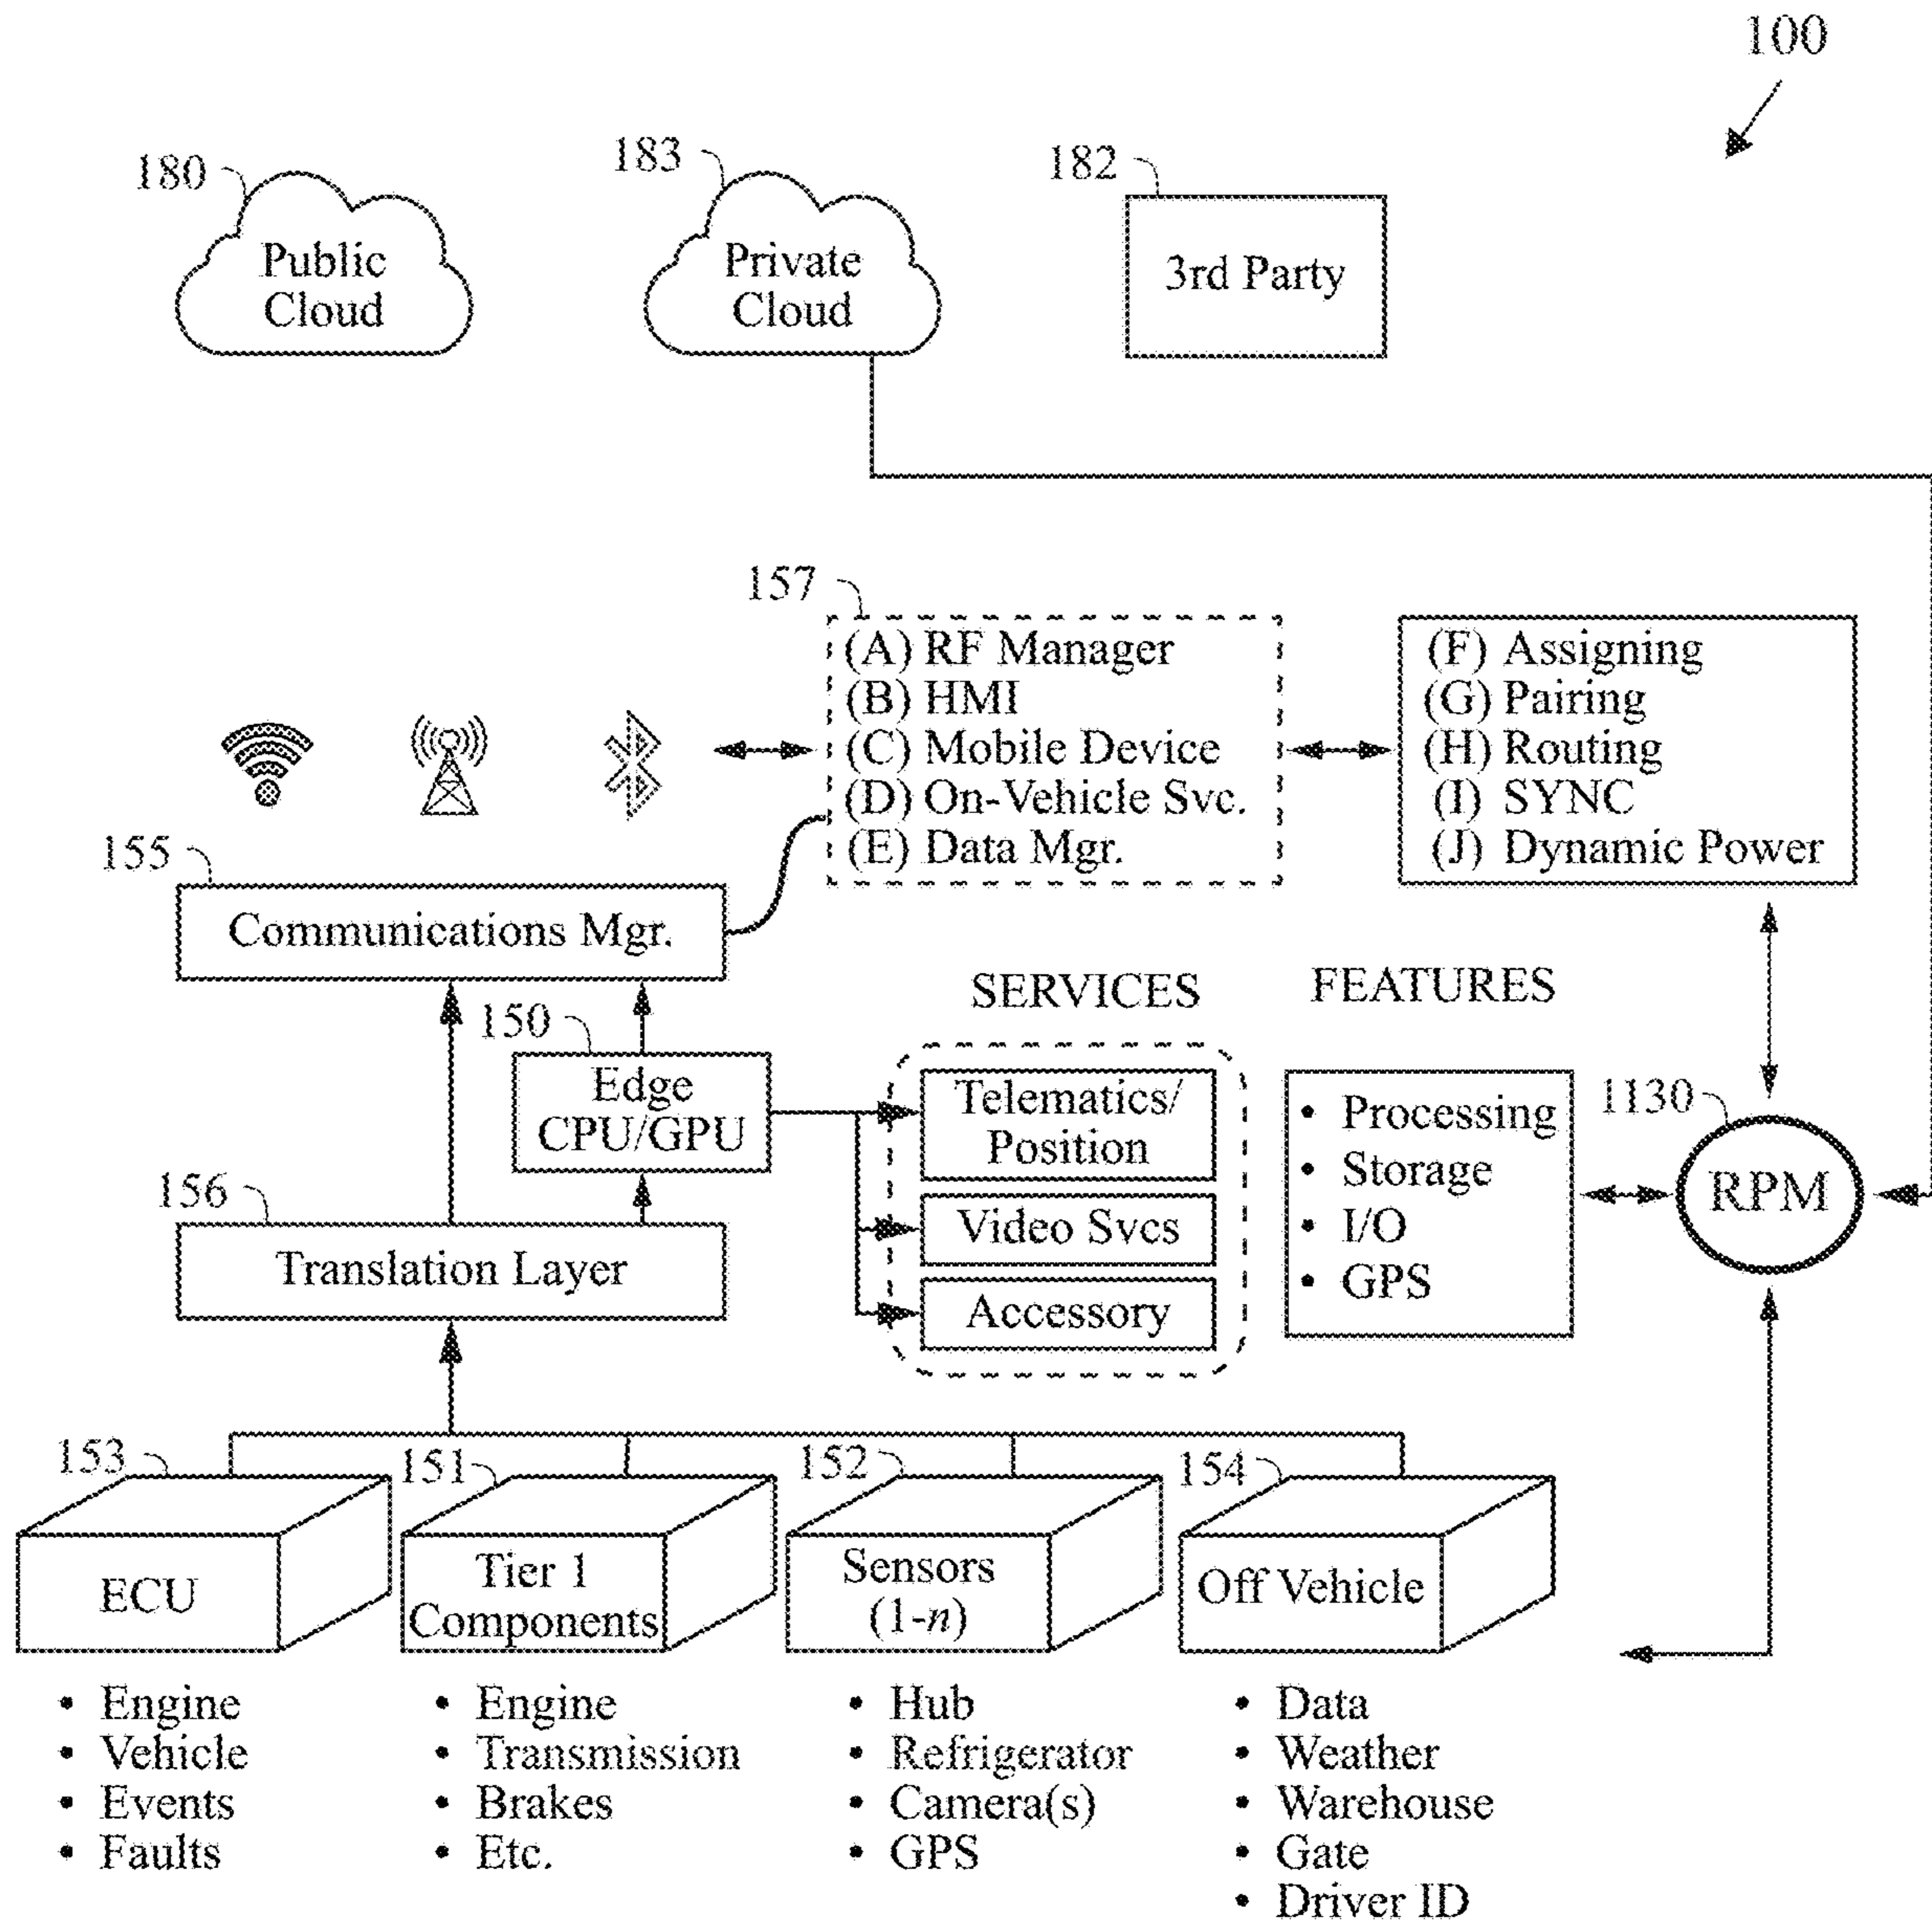 100
180
183
182
Public
Cloud
Private
Cloud
3rd Party
157
(A) RF Manager
(B) HMI
(C) Mobile Device
(D) On-Vehicle Svc.
(E) Data Mgr.
(F) Assigning
(G) Pairing
(H) Routing
(I) SYNC
(J) Dynamic Power
155
Communications Mgr.
150
Edge
CPU/GPU
SERVICES
Telematics/
Position
Video Svcs
Accessory
FEATURES
• Processing
• Storage
• I/O
• GPS
1130
RPM
156
Translation Layer
153
ECU
• Engine
• Vehicle
• Events
• Faults
151
Tier 1
Components
• Engine
• Transmission
• Brakes
• Etc.
152
Sensors
(1-n)
• Hub
• Refrigerator
• Camera(s)
• GPS
154
Off Vehicle
• Data
• Weather
• Warehouse
• Gate
• Driver ID